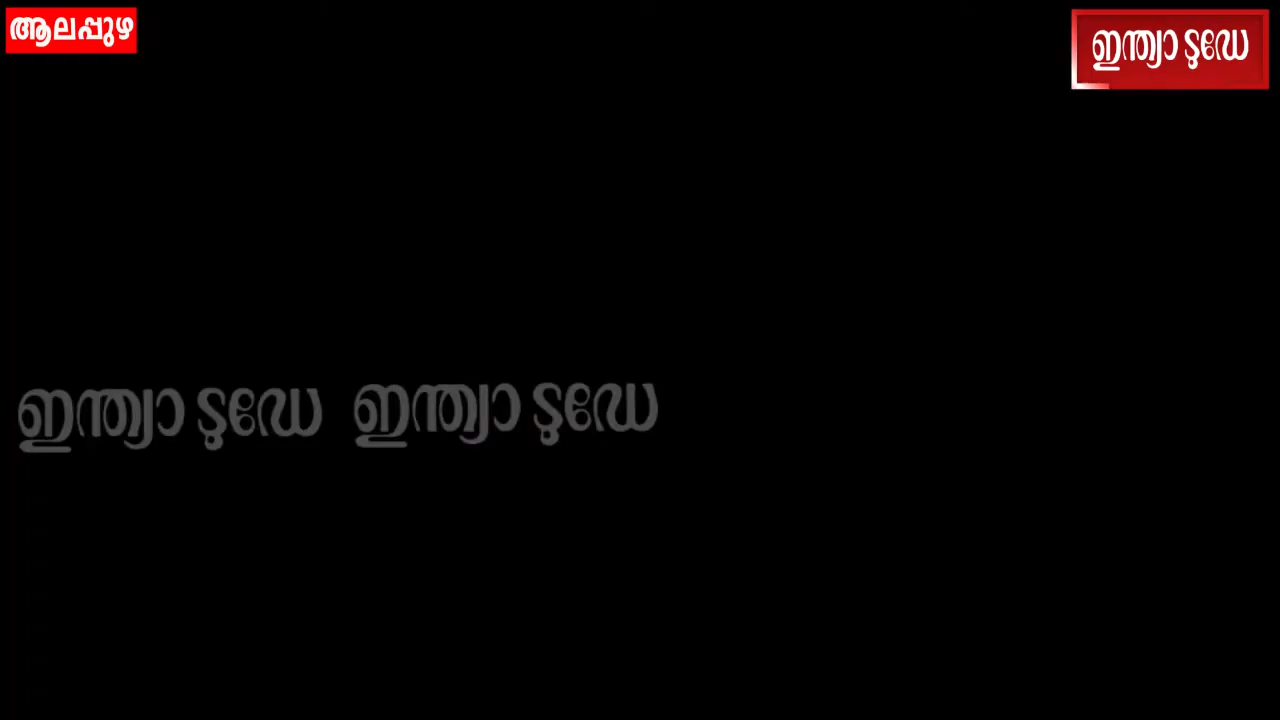 ആലപ്പുഴ
ഇന്ത്യാ ടുഡേ
ഇന്ത്യാ ടുഡേ ഇന്ത്യാ ടുഡേ